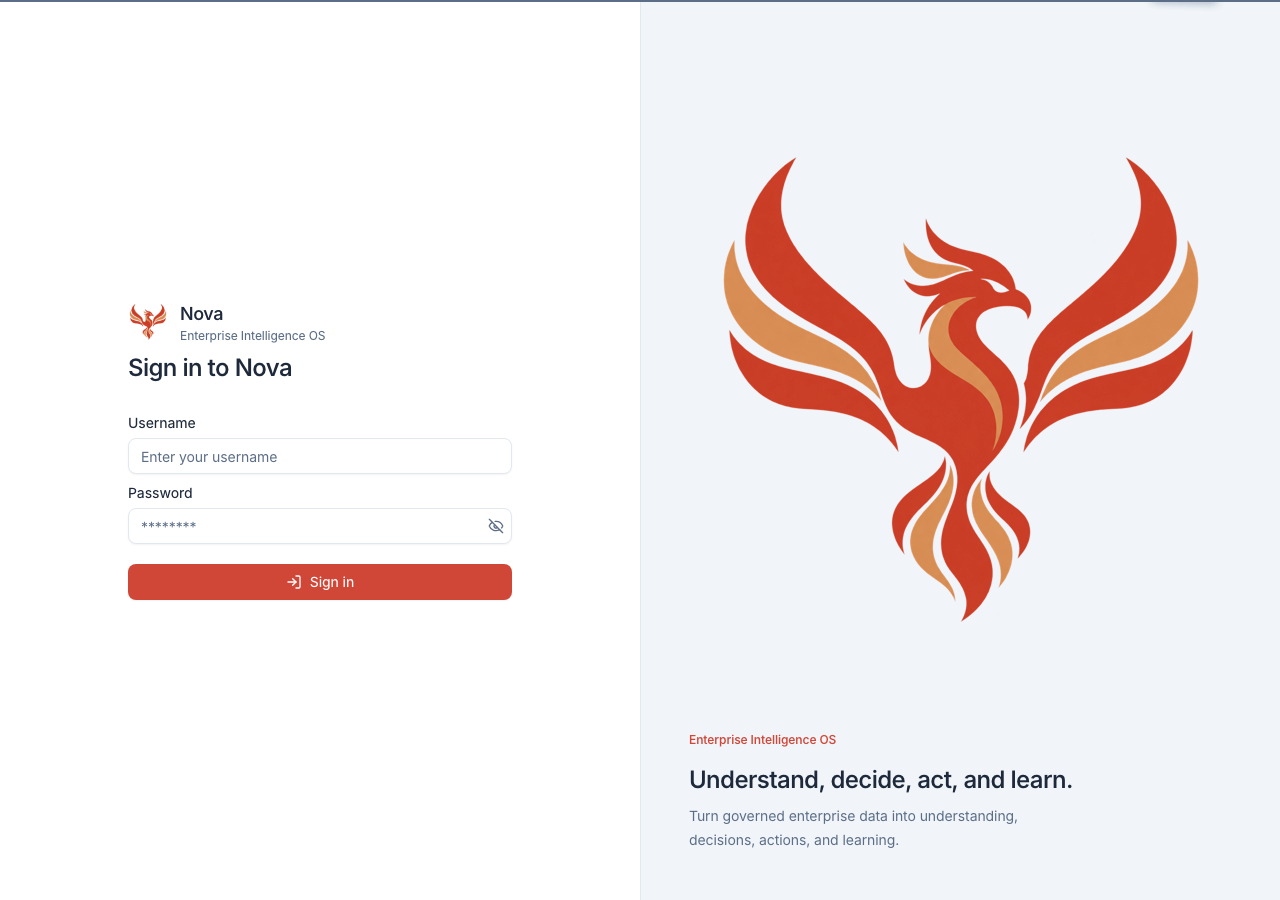 Nova
Enterprise Intelligence OS
Sign in to Nova
Username
Enter your username
Password
********
Sign in
Enterprise Intelligence OS
Understand, decide, act, and learn.
Turn governed enterprise data into understanding,
decisions, actions, and learning.